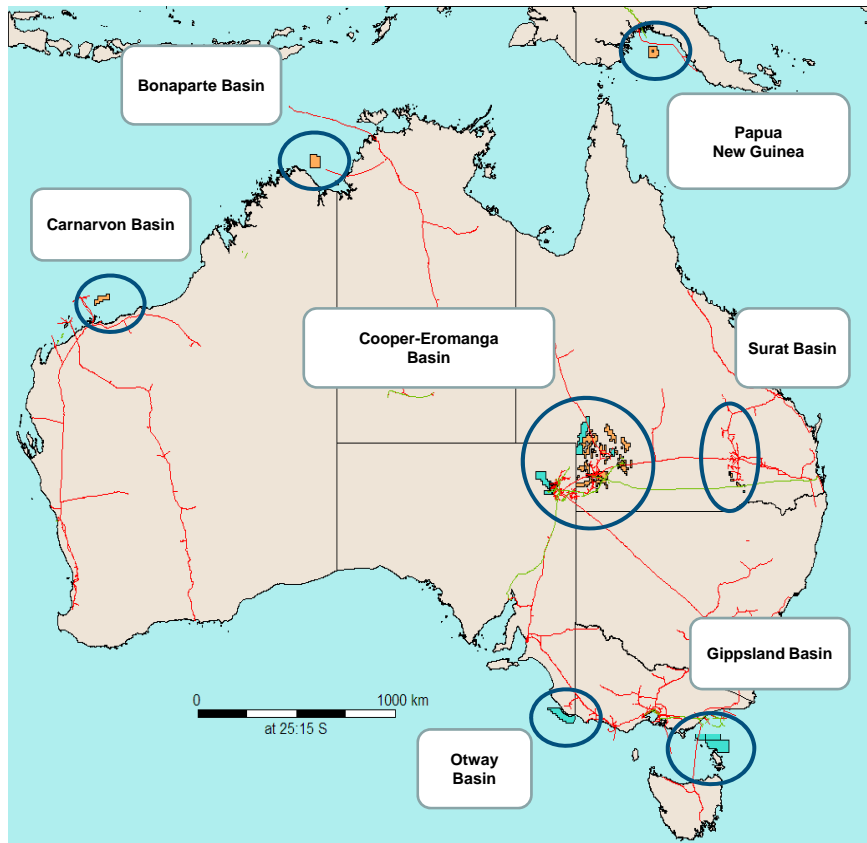 Bonaparte Basin
Papua
New Guinea
Carnarvon Basin
Cooper-Eromanga
Basin
Surat Basin
Gippsland Basin
0 1000 km
at 25:15 S
Otway
Basin